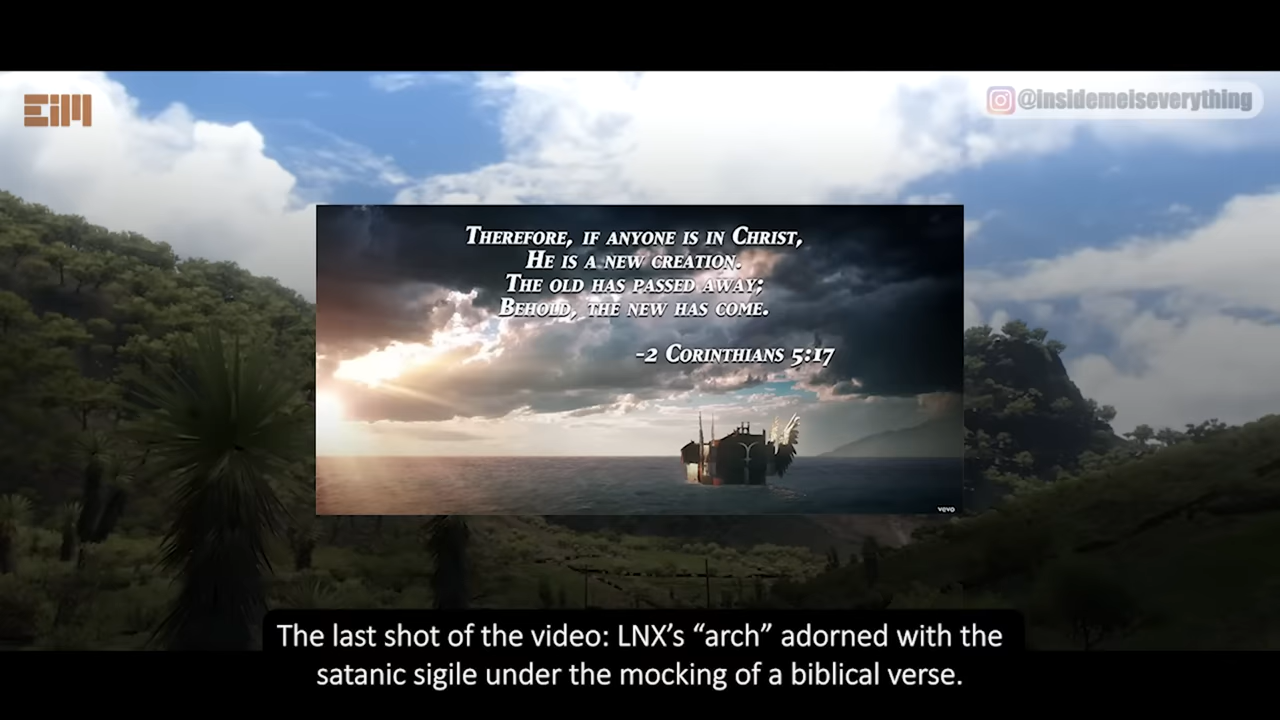 EiM
@insidemeiseverything
THEREFORE, IF ANYONE IS IN CHRIST,
HE IS A NEW CREATION.
THE OLD HAS PASSED AWAY;
BEHOLD, THE NEW HAS COME.
-2 CORINTHIANS 5:17
vevo
The last shot of the video: LNX’s “arch” adorned with the
satanic sigile under the mocking of a biblical verse.